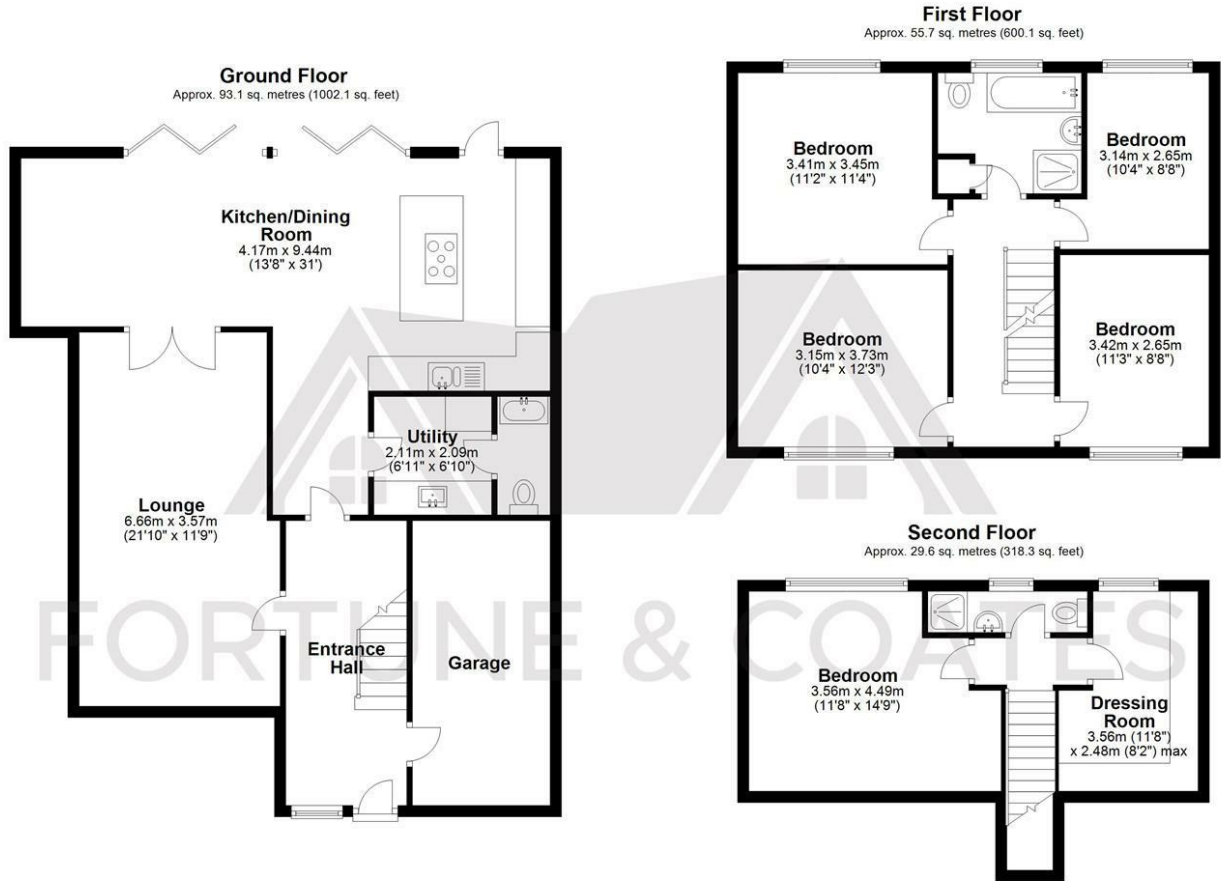 Ground Floor
Approx. 93.1 sq. metres (1002.1 sq. feet)
Kitchen/Dining
Room
4.17m x 9.44m
(13'8" x 31')
Utility
2.11m x 2.09m
(6'11" x 6'10")
Lounge
6.66m x 3.57m
(21'10" x 11'9")
Entrance
Hall
Garage
First Floor
Approx. 55.7 sq. metres (600.1 sq. feet)
Bedroom
3.41m x 3.45m
(11'2" x 11'4")
Bedroom
3.14m x 2.65m
(10'4" x 8'8")
Bedroom
3.15m x 3.73m
(10'4" x 12'3")
Bedroom
3.42m x 2.65m
(11'3" x 8'8")
Second Floor
Approx. 29.6 sq. metres (318.3 sq. feet)
Bedroom
3.56m x 4.49m
(11'8" x 14'9")
Dressing
Room
3.56m (11'8")
x 2.48m (8'2") max
FORTUNE & COATES